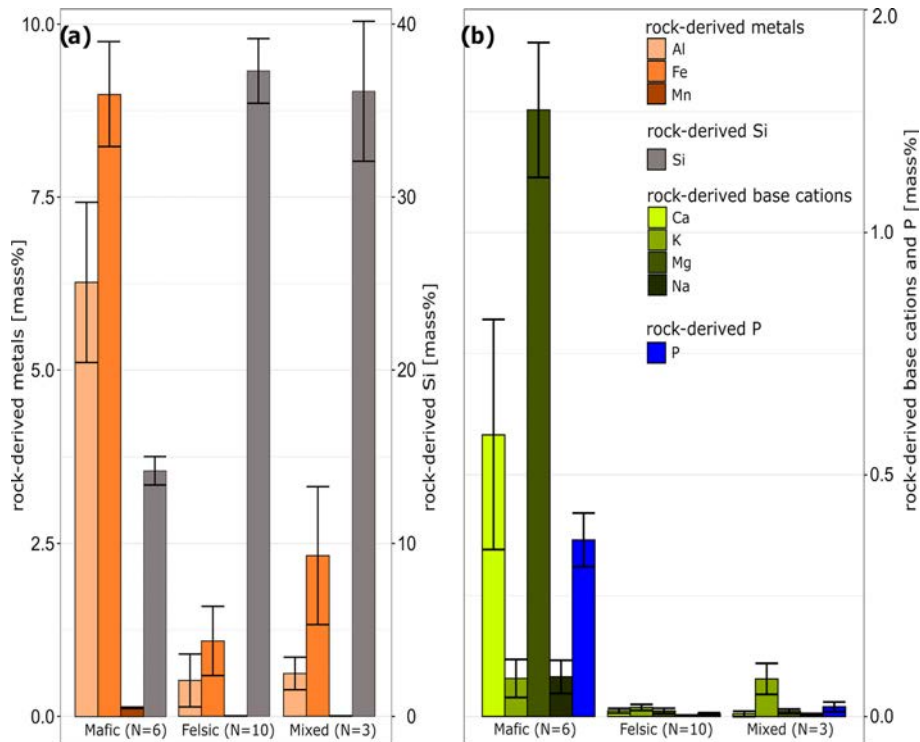 (a)
10.0
7.5
5.0
2.5
0.0
rock-derived metals [mass%]
40
30
20
10
0
rock-derived Si [mass%]
Mafic (N=6)
Felsic (N=10)
Mixed (N=3)
(b)
rock-derived metals
Al
Fe
Mn
rock-derived Si
Si
rock-derived base cations
Ca
K
Mg
Na
rock-derived P
P
2.0
1.0
0.5
0.0
rock-derived base cations and P [mass%]
Mafic (N=6)
Felsic (N=10)
Mixed (N=3)